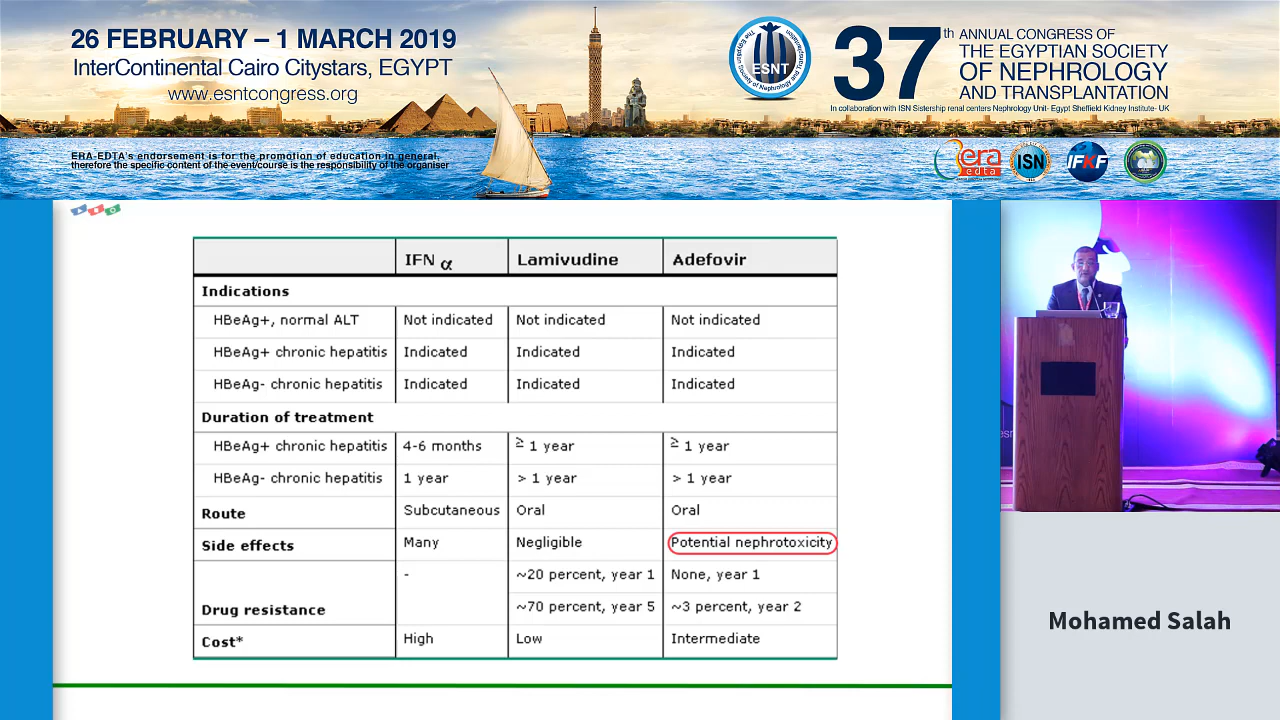 26 FEBRUARY – 1 MARCH 2019
InterContinental Cairo Citystars, EGYPT
www.esntcongress.org
ERA-EDTA's endorsement is for the promotion of education in general,
therefore the specific content of the event/course is the responsibility of the organiser
ESNT
37th ANNUAL CONGRESS OF
THE EGYPTIAN SOCIETY
OF NEPHROLOGY
AND TRANSPLANTATION
In collaboration with ISN Sistership renal centers Nephrology Unit- Egypt Sheffield Kidney Institute- UK
era
edta
ISN
IFKF
IFN α Lamivudine Adefovir
Indications
HBeAg+, normal ALT Not indicated Not indicated Not indicated
HBeAg+ chronic hepatitis Indicated Indicated Indicated
HBeAg- chronic hepatitis Indicated Indicated Indicated
Duration of treatment
HBeAg+ chronic hepatitis 4-6 months ≥ 1 year ≥ 1 year
HBeAg- chronic hepatitis 1 year > 1 year > 1 year
Route Subcutaneous Oral Oral
Side effects Many Negligible Potential nephrotoxicity
- ~20 percent, year 1 None, year 1
Drug resistance ~70 percent, year 5 ~3 percent, year 2
Cost* High Low Intermediate
Mohamed Salah